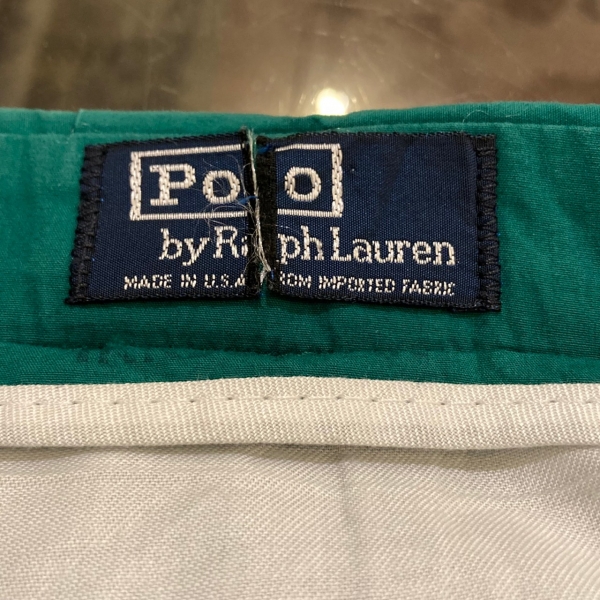 Polo
by Ralph Lauren
MADE IN U.S.A. FROM IMPORTED FABRIC